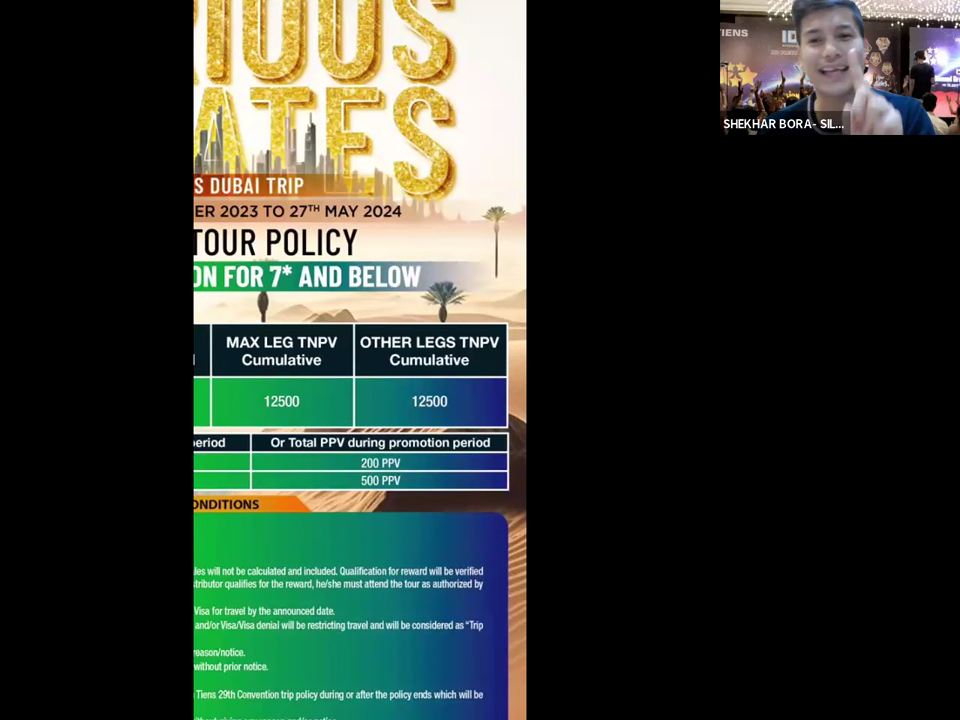 RIOUS
RATES
S DUBAI TRIP
ER 2023 TO 27TH MAY 2024
TOUR POLICY
ON FOR 7* AND BELOW
MAX LEG TNPV
Cumulative
OTHER LEGS TNPV
Cumulative
12500
12500
eriod
Or Total PPV during promotion period
200 PPV
500 PPV
ONDITIONS
les will not be calculated and included. Qualification for reward will be verified
stributor qualifies for the reward, he/she must attend the tour as authorized by
Visa for travel by the announced date.
and/or Visa/Visa denial will be restricting travel and will be considered as “Trip
reason/notice.
without prior notice.
Tiens 29th Convention trip policy during or after the policy ends which will be
TIENS
SHEKHAR BORA- SIL...